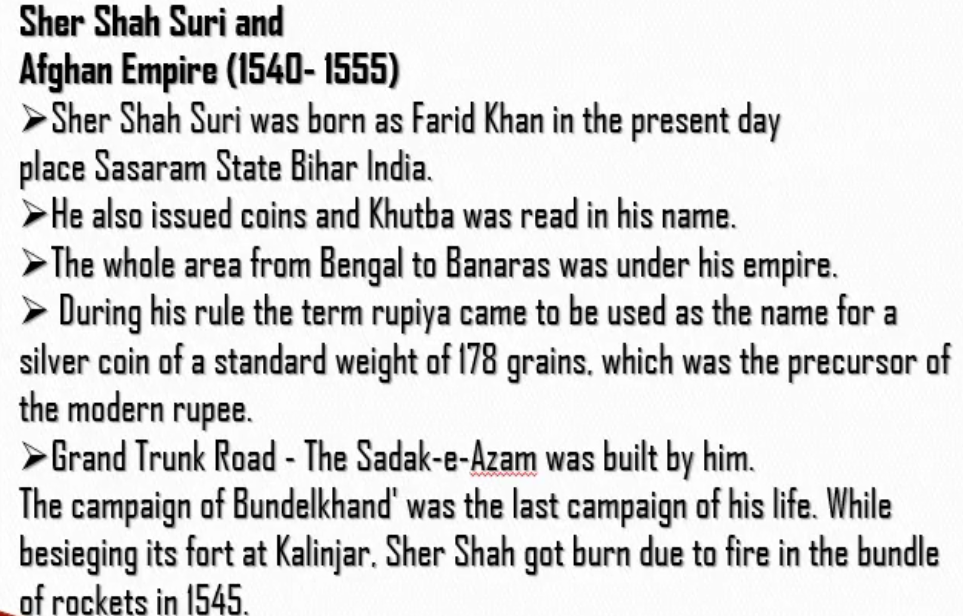 Sher Shah Suri and
Afghan Empire (1540- 1555)
➢Sher Shah Suri was born as Farid Khan in the present day
place Sasaram State Bihar India.
➢He also issued coins and Khutba was read in his name.
➢The whole area from Bengal to Banaras was under his empire.
➢ During his rule the term rupiya came to be used as the name for a
silver coin of a standard weight of 178 grains, which was the precursor of
the modern rupee.
➢Grand Trunk Road - The Sadak-e-Azam was built by him.
The campaign of Bundelkhand' was the last campaign of his life. While
besieging its fort at Kalinjar, Sher Shah got burn due to fire in the bundle
of rockets in 1545.